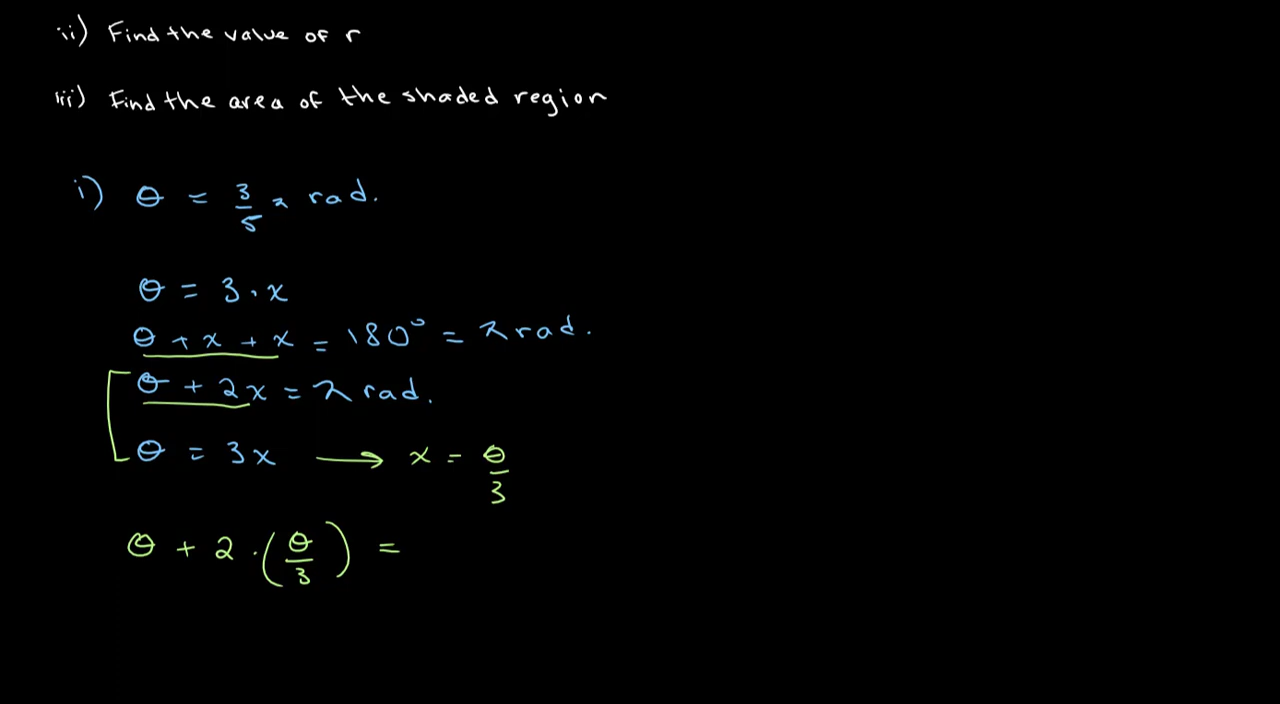 ii) Find the value of r
iii) Find the area of the shaded region
i) θ = 3/5 π rad.
θ = 3 · x
θ + x + x = 180° = π rad.
θ + 2x = π rad.
θ = 3x → x = θ/3
θ + 2 · (θ/3) =